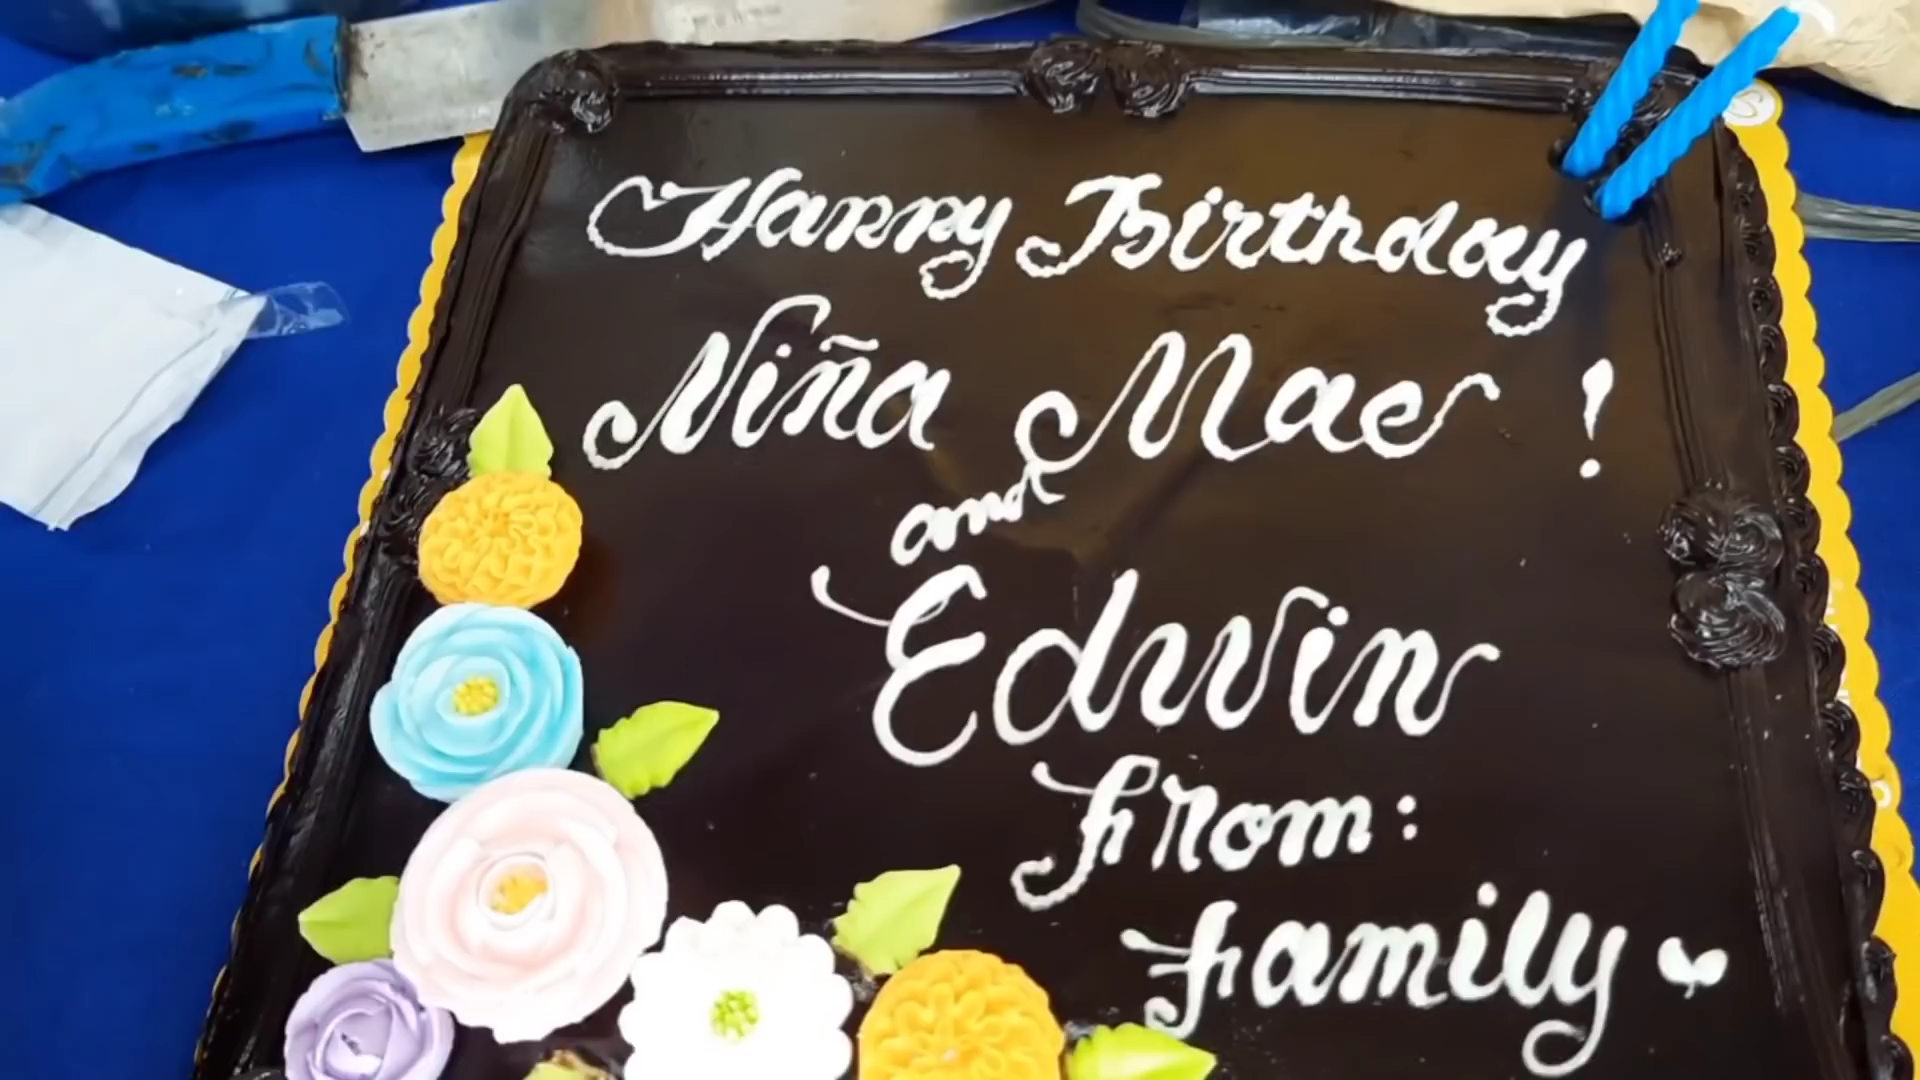 Happy Birthday
Niña Mae !
and
Edwin
from:
Family